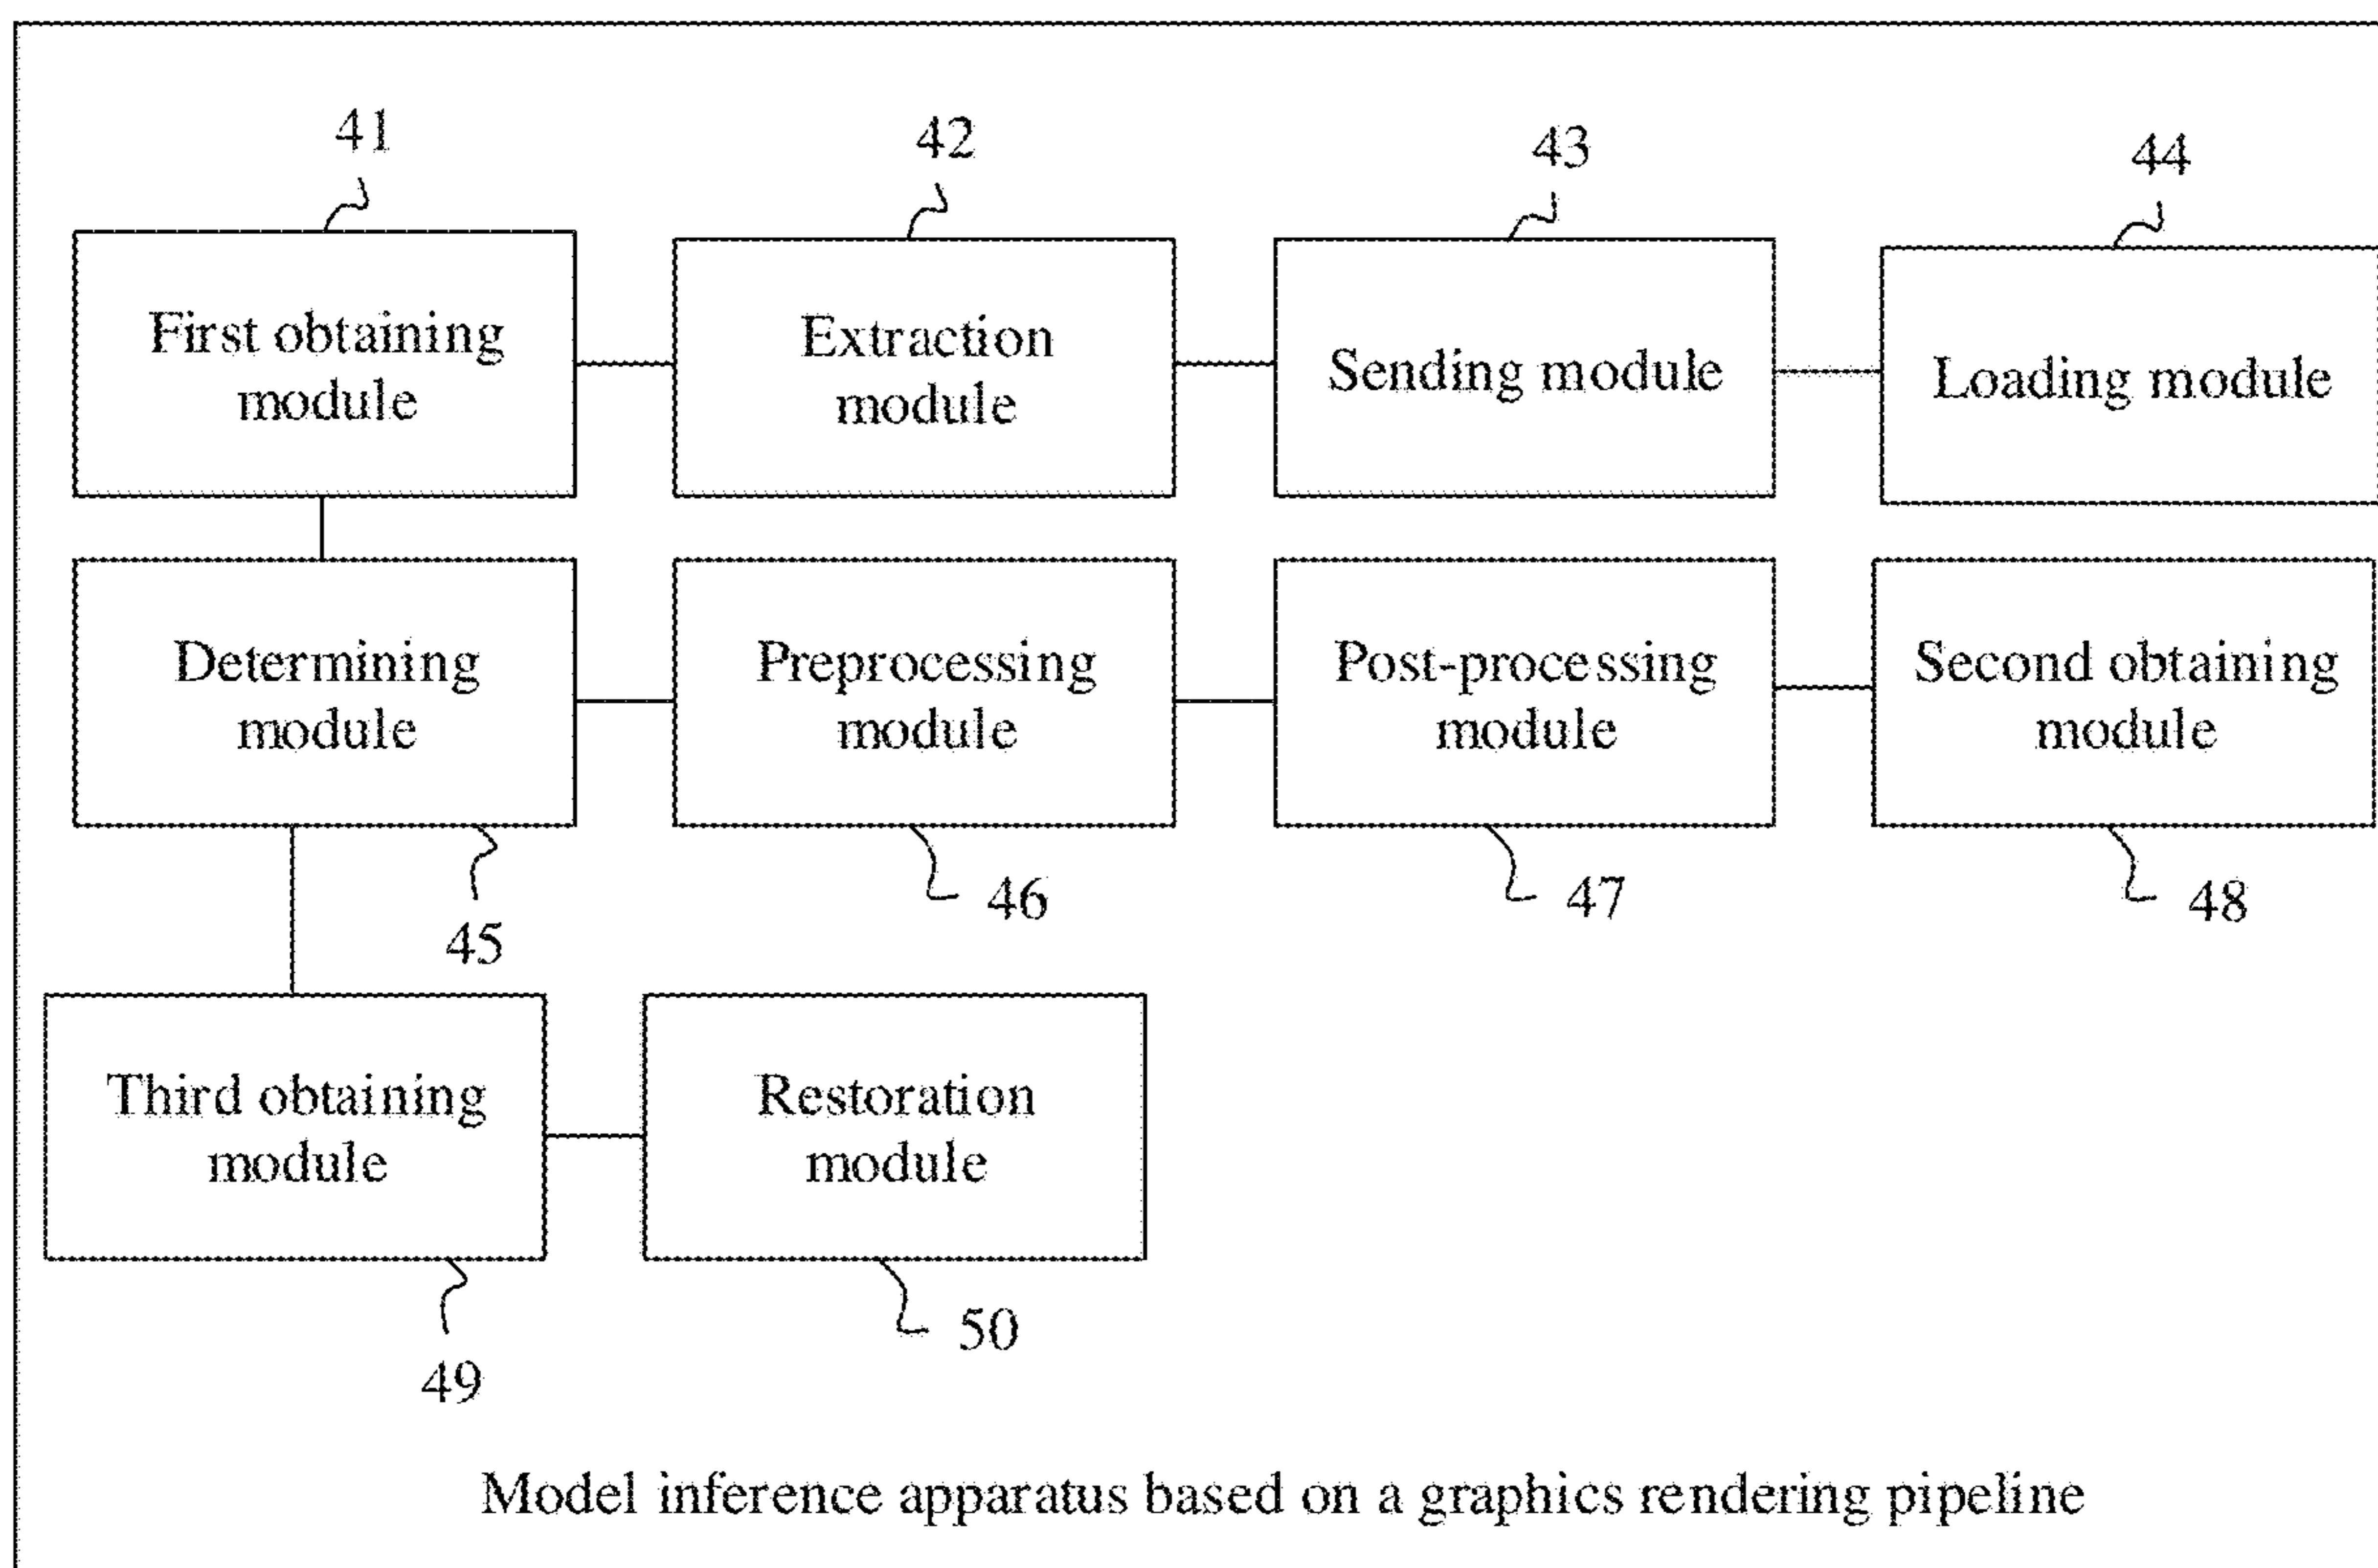 41
42
43
44
First obtaining
module
Extraction
module
Sending module
Loading module
Determining
module
Preprocessing
module
Post-processing
module
Second obtaining
module
45
46
47
48
Third obtaining
module
Restoration
module
49
50
Model inference apparatus based on a graphics rendering pipeline